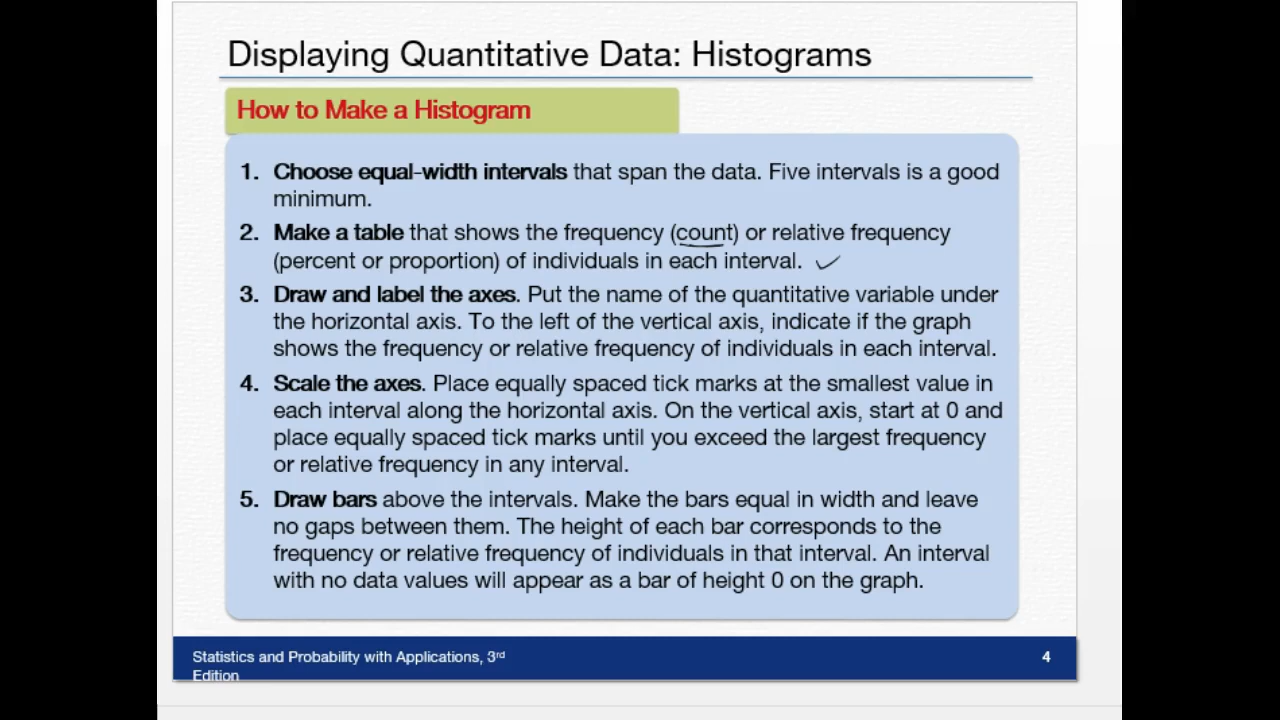 Displaying Quantitative Data: Histograms
How to Make a Histogram
1. Choose equal-width intervals that span the data. Five intervals is a good
minimum.
2. Make a table that shows the frequency (count) or relative frequency
(percent or proportion) of individuals in each interval.
3. Draw and label the axes. Put the name of the quantitative variable under
the horizontal axis. To the left of the vertical axis, indicate if the graph
shows the frequency or relative frequency of individuals in each interval.
4. Scale the axes. Place equally spaced tick marks at the smallest value in
each interval along the horizontal axis. On the vertical axis, start at 0 and
place equally spaced tick marks until you exceed the largest frequency
or relative frequency in any interval.
5. Draw bars above the intervals. Make the bars equal in width and leave
no gaps between them. The height of each bar corresponds to the
frequency or relative frequency of individuals in that interval. An interval
with no data values will appear as a bar of height 0 on the graph.
Statistics and Probability with Applications, 3rd
Edition
4